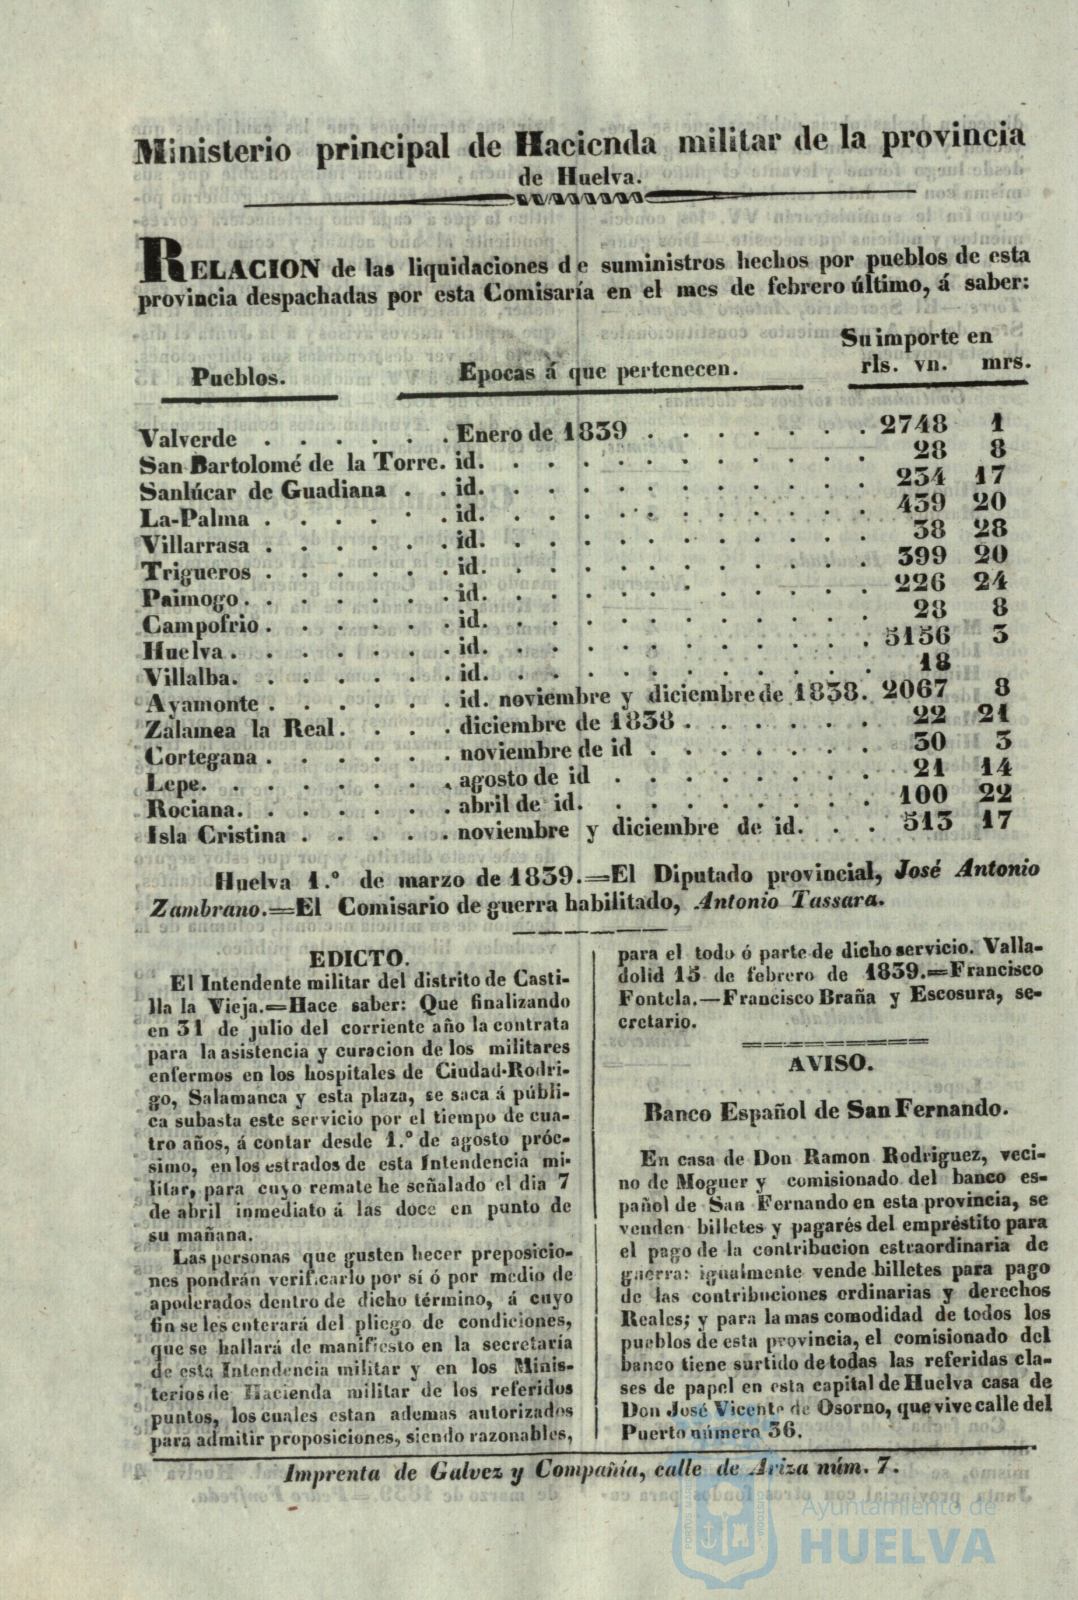 Ministerio principal de Hacienda militar de la provincia
de Huelva.
RELACION de las liquidaciones de suministros hechos por pueblos de esta
provincia despachadas por esta Comisaría en el mes de febrero último, á saber:
Pueblos. Epocas á que pertenecen. Su importe en
rls. vn. mrs.
Valverde . . . . . . . Enero de 1839 . . . . . . . 2748 1
San Bartolomé de la Torre. id. . . . . . . . . . . . 28 8
Sanlúcar de Guadiana . . id. . . . . . . . . . . . 234 17
La-Palma . . . . . . . id. . . . . . . . . . . . 439 20
Villarrasa . . . . . . . id. . . . . . . . . . . . 38 28
Trigueros . . . . . . . id. . . . . . . . . . . . 399 20
Paimogo . . . . . . . . id. . . . . . . . . . . . 226 24
Campofrio . . . . . . . id. . . . . . . . . . . . 28 8
Huelva . . . . . . . . id. . . . . . . . . . . . 5156 3
Villalba. . . . . . . . id. . . . . . . . . . . . 18
Ayamonte . . . . . . . id. noviembre y diciembre de 1838. 2067 8
Zalamea la Real. . . . diciembre de 1838 . . . . . . . 22 21
Cortegana . . . . . . . noviembre de id . . . . . . . 30 3
Lepe. . . . . . . . agosto de id . . . . . . . . 21 14
Rociana. . . . . . . . abril de id. . . . . . . . . 100 22
Isla Cristina . . . . . . noviembre y diciembre de id. . . . 513 17
Huelva 1.º de marzo de 1839.=El Diputado provincial, José Antonio
Zambrano.=El Comisario de guerra habilitado, Antonio Tassara.
EDICTO.
El Intendente militar del distrito de Casti-
lla la Vieja.=Hace saber: Que finalizando
en 31 de julio del corriente año la contrata
para la asistencia y curacion de los militares
enfermos en los hospitales de Ciudad-Rodri-
go, Salamanca y esta plaza, se saca á públi-
ca subasta este servicio por el tiempo de cua-
tro años, á contar desde 1.º de agosto próc-
simo, en los estrados de esta Intendencia mi-
litar, para cuyo remate he señalado el dia 7
de abril inmediato á las doce en punto de
su mañana.
Las personas que gusten hecer preposicio-
nes pondrán verificarlo por sí ó por medio de
apoderados dentro de dicho término, á cuyo
fin se les enterará del pliego de condiciones,
que se hallará de manifiesto en la secretaría
de esta Intendencia militar y en los Minis-
terios de Hacienda militar de los referidos
puntos, los cuales estan ademas autorizados
para admitir proposiciones, siendo razonables,
para el todo ó parte de dicho servicio. Valla-
dolid 15 de febrero de 1839.=Francisco
Fontela.—Francisco Braña y Escosura, se-
cretario.
AVISO.
Banco Español de San Fernando.
En casa de Don Ramon Rodriguez, veci-
no de Moguer y comisionado del banco es-
pañol de San Fernando en esta provincia, se
venden billetes y pagarés del empréstito para
el pago de la contribucion estraordinaria de
guerra: igualmente vende billetes para pago
de las contribuciones ordinarias y derechos
Reales; y para la mas comodidad de todos los
pueblos de esta provincia, el comisionado del
banco tiene surtido de todas las referidas cla-
ses de papel en esta capital de Huelva casa de
Don José Vicente de Osorno, que vive calle del
Puerto número 36.
Imprenta de Galvez y Compañía, calle de Ariza núm. 7.
Ayuntamiento de
HUELVA